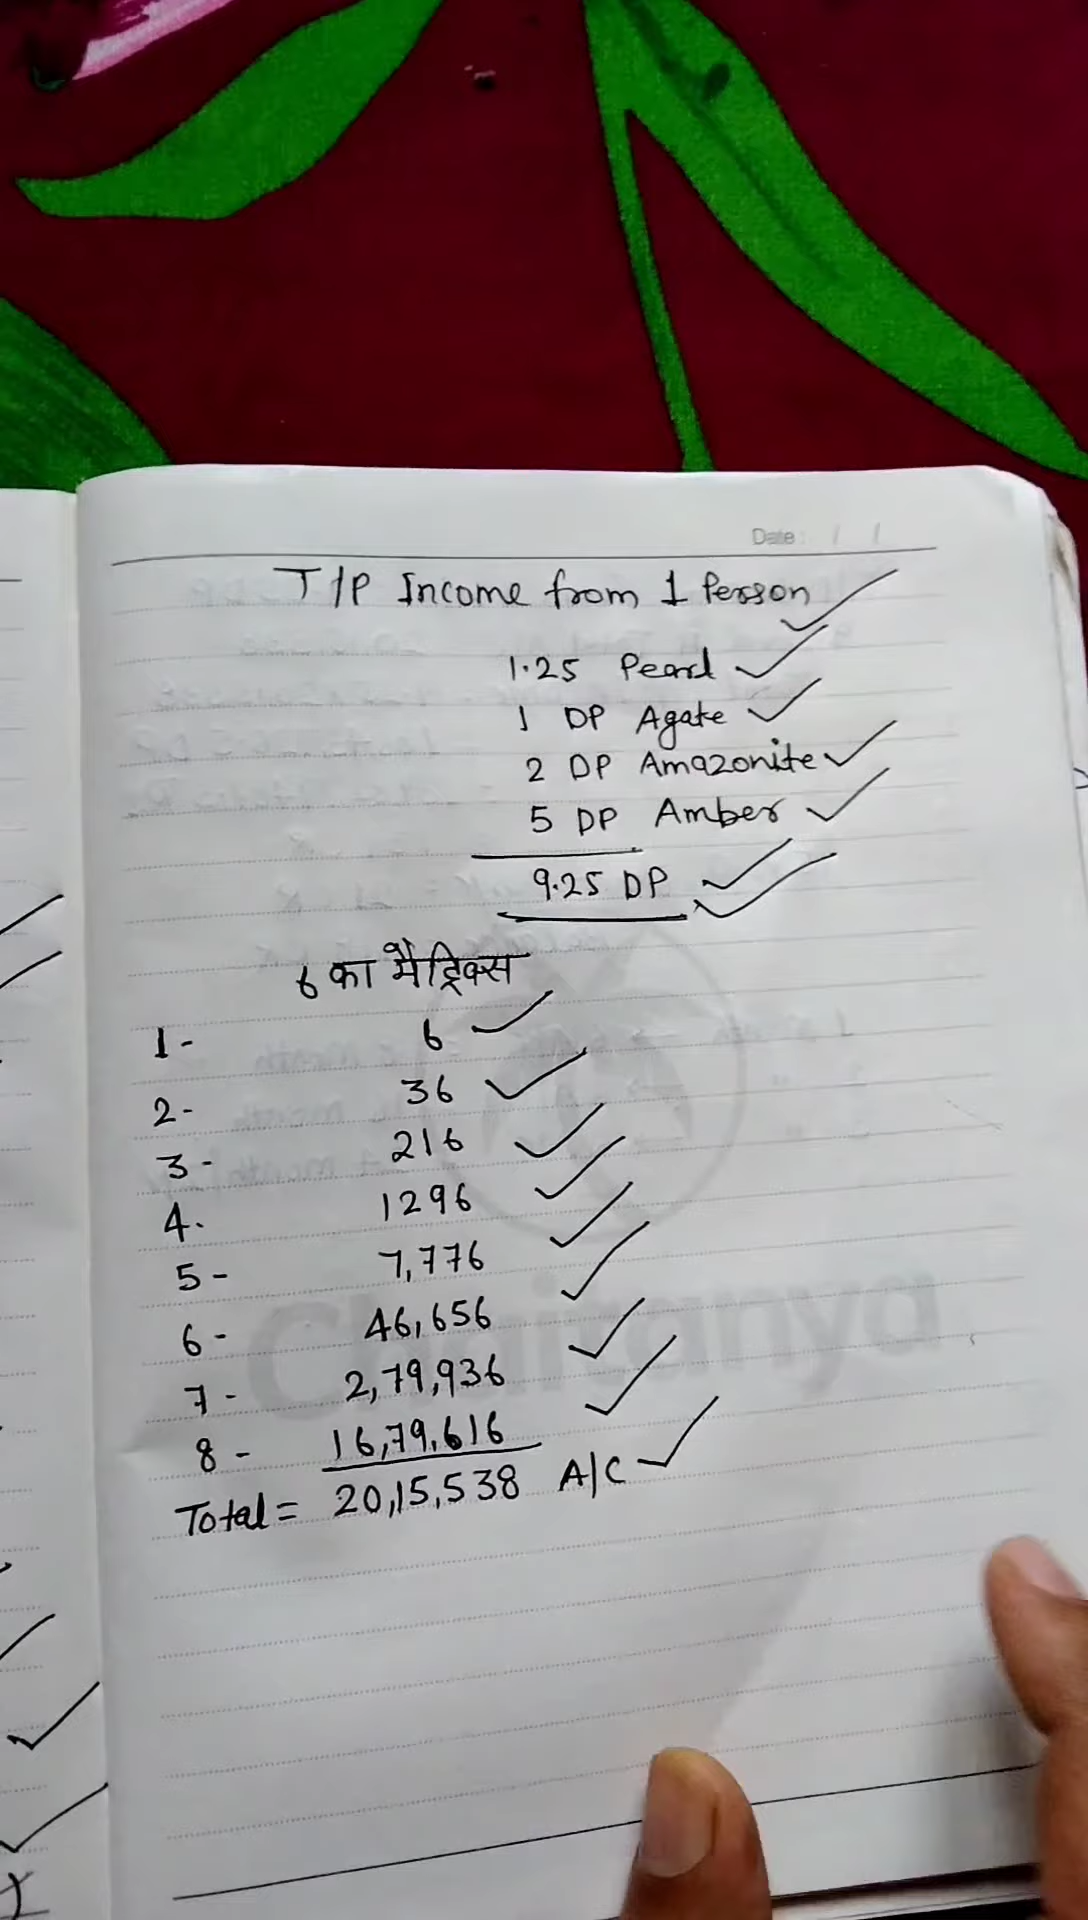 Date: / /
T/P Income from 1 Person
1.25 Pearl
1 DP Agate
2 DP Amazonite
5 DP Amber
9.25 DP
6 का मैट्रिक्स
1- 6
2- 36
3- 216
4. 1296
5- 7,776
6- 46,656
7- 2,79,936
8- 16,79,616
Total = 20,15,538 A/C
Chiranya